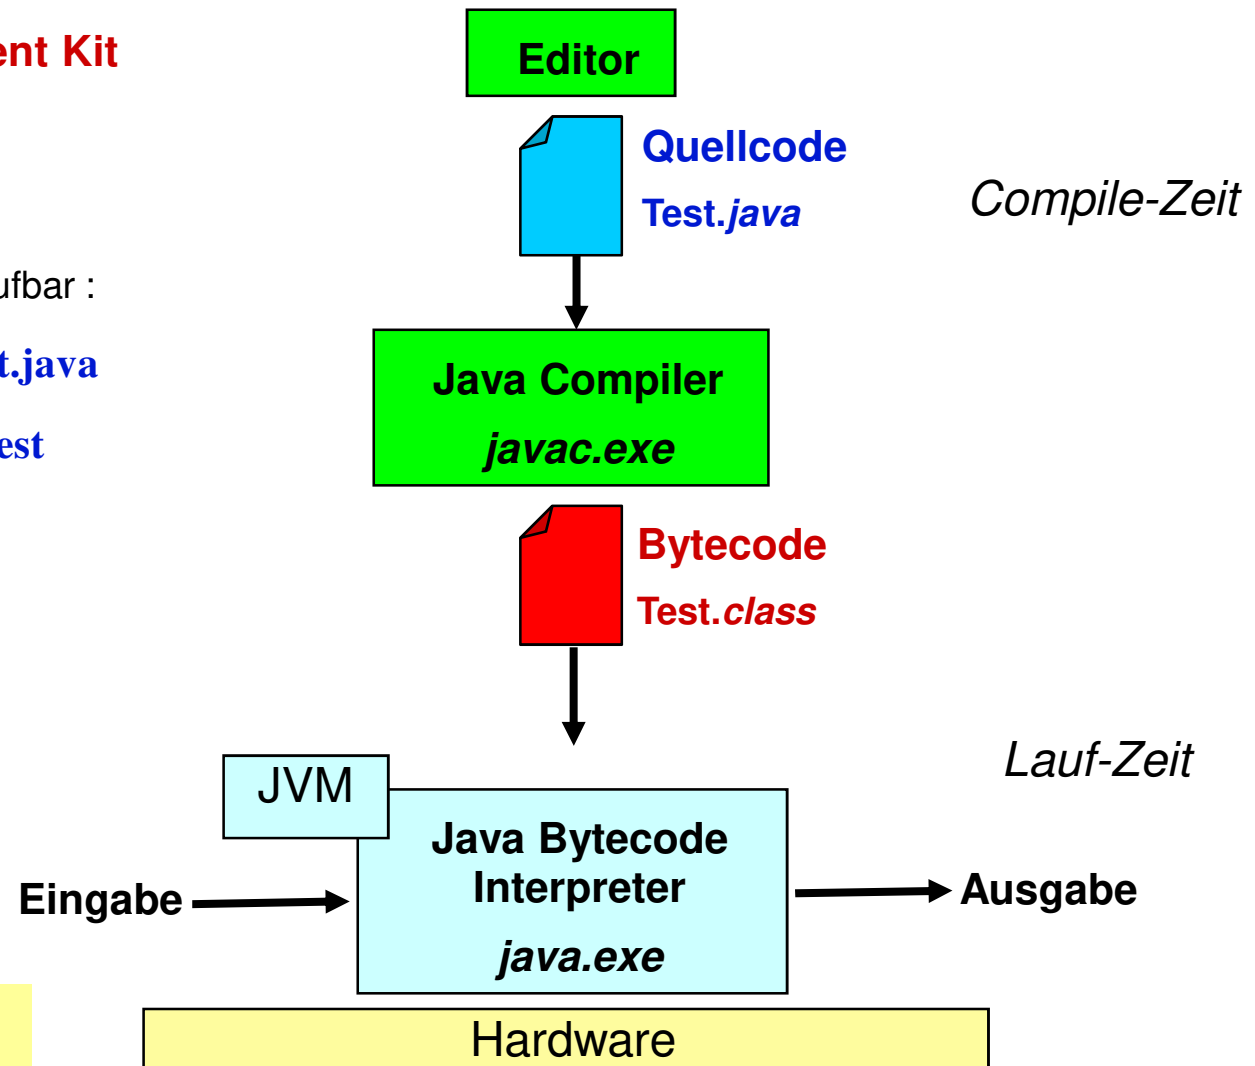 ent Kit
Editor
Quellcode
Test.java
Compile-Zeit
ufbar :
t.java
est
Java Compiler
javac.exe
Bytecode
Test.class
Lauf-Zeit
JVM
Java Bytecode
Interpreter
java.exe
Eingabe
Ausgabe
Hardware